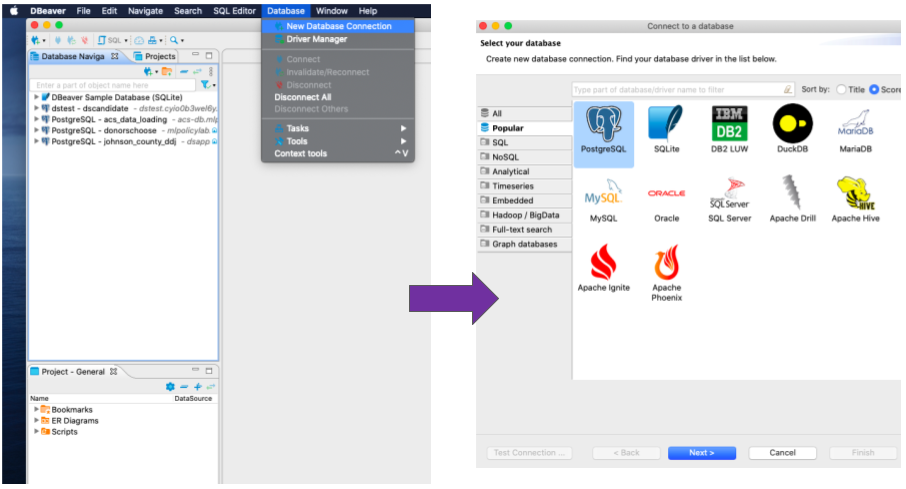 DBeaver File Edit Navigate Search SQL Editor Database Window Help
New Database Connection
Driver Manager
Connect
Invalidate/Reconnect
Disconnect
Disconnect All
Disconnect Others
Tasks
Tools
Context tools ^V
SQL
Database Naviga Projects
Enter a part of object name here
DBeaver Sample Database (SQLite)
dstest - dscandidate - dstest.cyio0b3wel6y.
PostgreSQL - acs_data_loading - acs-db.mlp
PostgreSQL - donorschoose - mlpolicylab.
PostgreSQL - johnson_county_ddj - dsapp
Project - General
Name DataSource
Bookmarks
ER Diagrams
Scripts
Connect to a database
Select your database
Create new database connection. Find your database driver in the list below.
Type part of database/driver name to filter
Sort by: Title Score
All
Popular
SQL
NoSQL
Analytical
Timeseries
Embedded
Hadoop / BigData
Full-text search
Graph databases
IBM
DB2
MariaDB
PostgreSQL SQLite DB2 LUW DuckDB MariaDB
MySQL ORACLE SQL Server HIVE
MySQL Oracle SQL Server Apache Drill Apache Hive
Apache Ignite Apache
Phoenix
Test Connection ... < Back Next > Cancel Finish